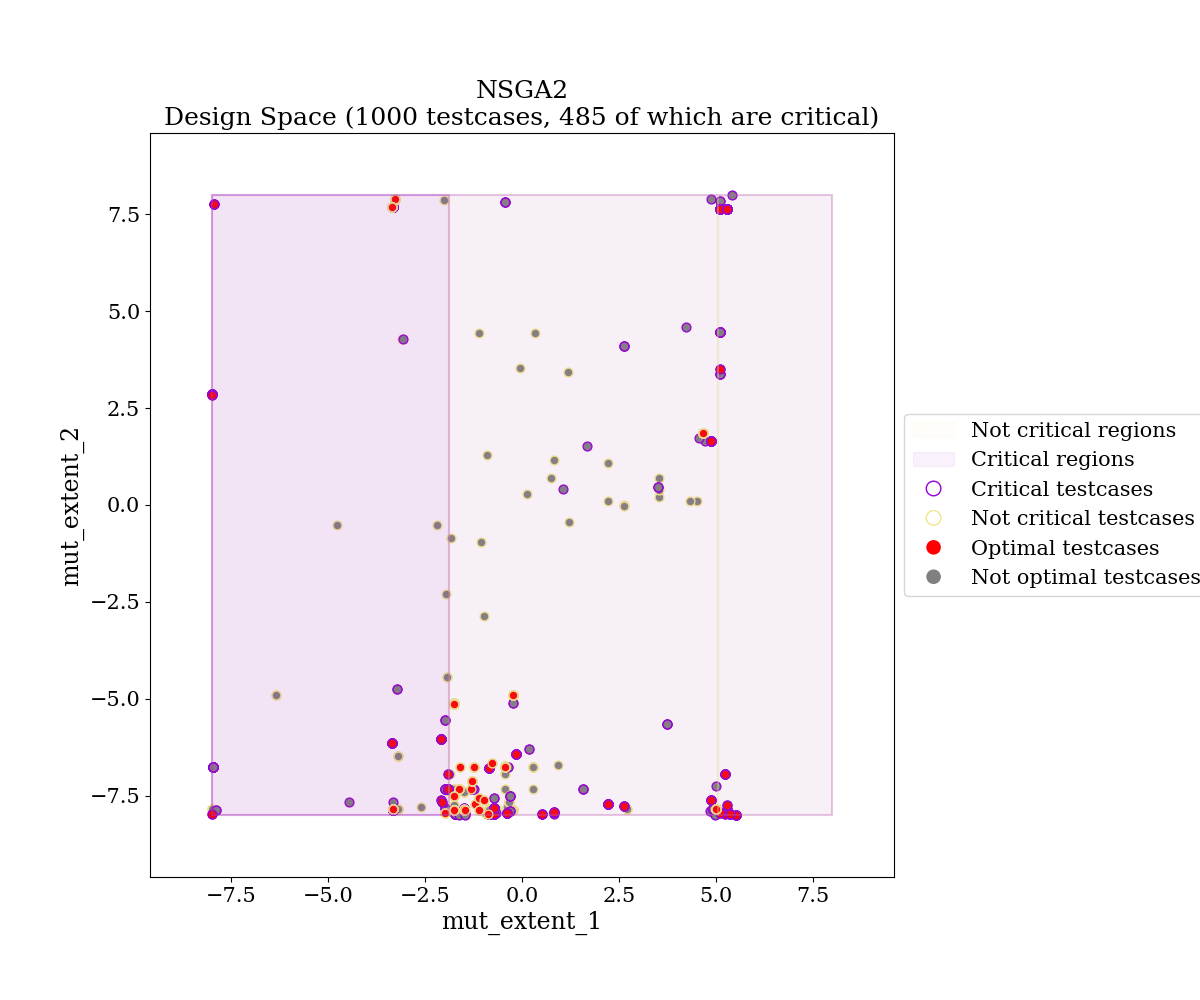 NSGA2
Design Space (1000 testcases, 485 of which are critical)
mut_extent_2
7.5
5.0
2.5
0.0
−2.5
−5.0
−7.5
−7.5
−5.0
−2.5
0.0
2.5
5.0
7.5
mut_extent_1
Not critical regions
Critical regions
Critical testcases
Not critical testcases
Optimal testcases
Not optimal testcases